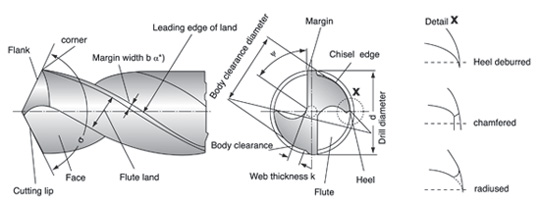 Leading edge of land
corner
Flank
Margin width b α*)
σ
Face
Flute land
Cutting lip
Body clearance diameter
Margin
ψ
Chisel edge
X
d
Drill diameter
Body clearance
Web thickness k
Flute
Heel
Detail X
Heel deburred
chamfered
radiused